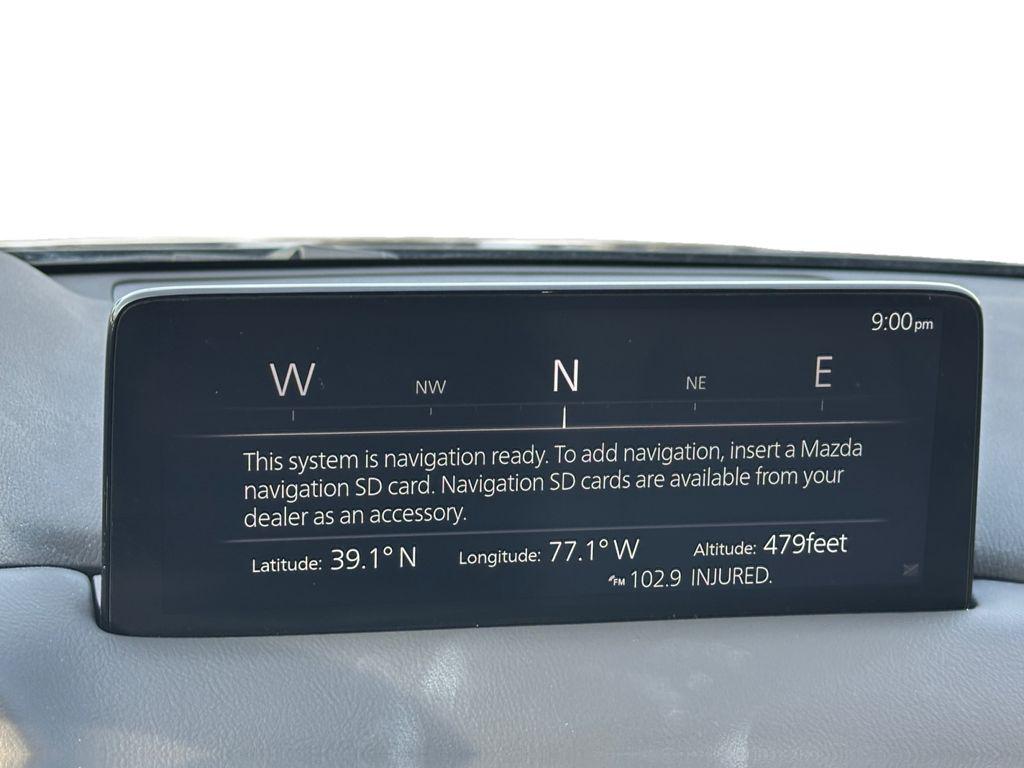 9:00pm
W NW N NE E
This system is navigation ready. To add navigation, insert a Mazda
navigation SD card. Navigation SD cards are available from your
dealer as an accessory.
Latitude: 39.1° N Longitude: 77.1° W Altitude: 479feet
FM 102.9 INJURED.